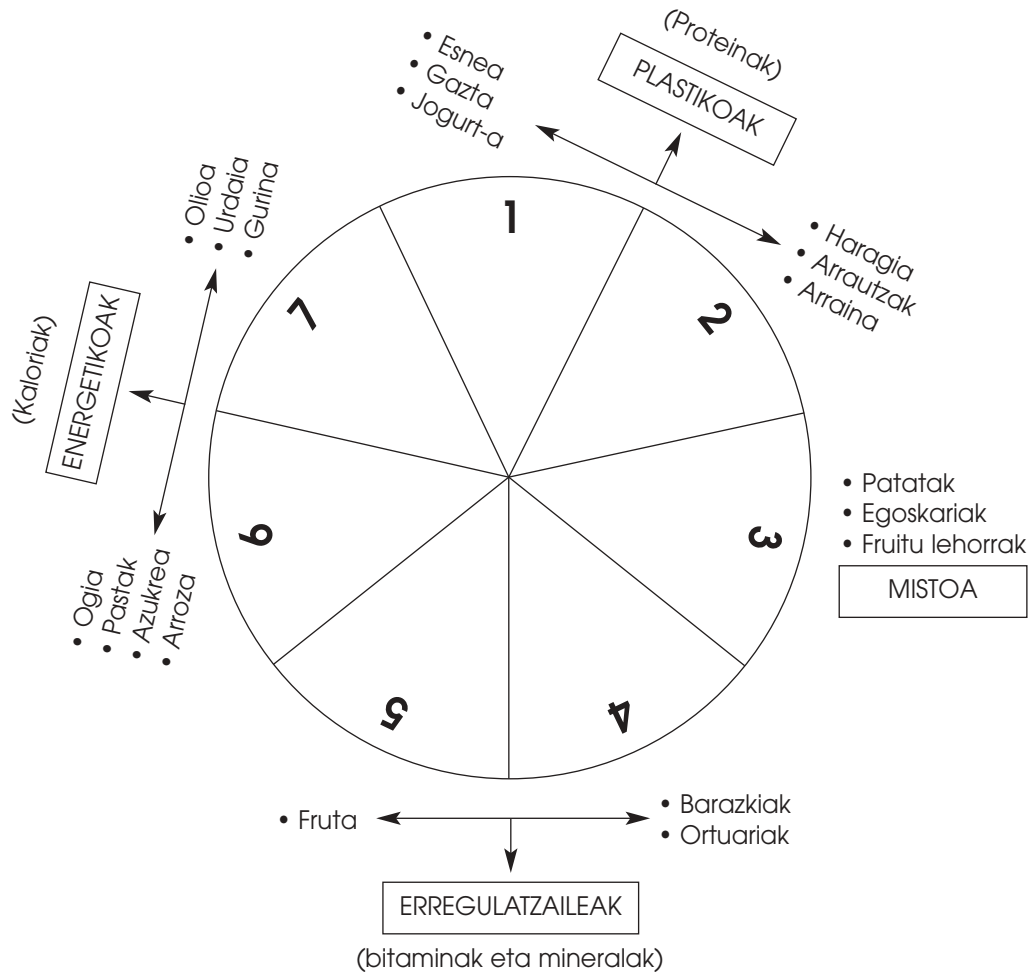 (Proteinak)
PLASTIKOAK
• Esnea
• Gazta
• Jogurt-a
• Haragia
• Arrautzak
• Arraina
1
2
3
4
5
6
7
• Patatak
• Egoskariak
• Fruitu lehorrak
MISTOA
• Barazkiak
• Ortuariak
• Fruta
ERREGULATZAILEAK
(bitaminak eta mineralak)
• Ogia
• Pastak
• Azukrea
• Arroza
(Kaloriak)
ENERGETIKOAK
• Olioa
• Urdaia
• Gurina